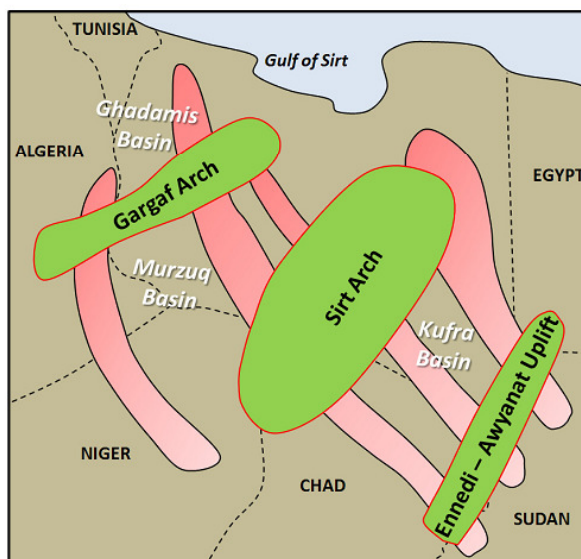 TUNISIA
Gulf of Sirt
Ghadamis
Basin
ALGERIA
EGYPT
Gargaf Arch
Murzuq
Basin
Sirt Arch
Kufra
Basin
Ennedi – Awyanat Uplift
NIGER
CHAD
SUDAN